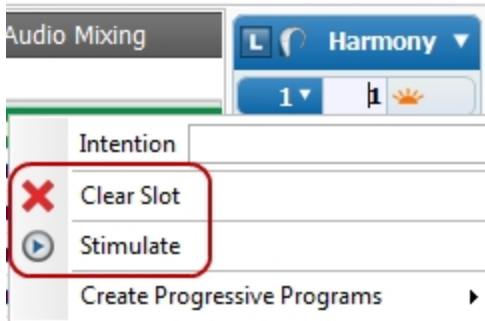 Audio Mixing
L Harmony
1 1
Intention
Clear Slot
Stimulate
Create Progressive Programs